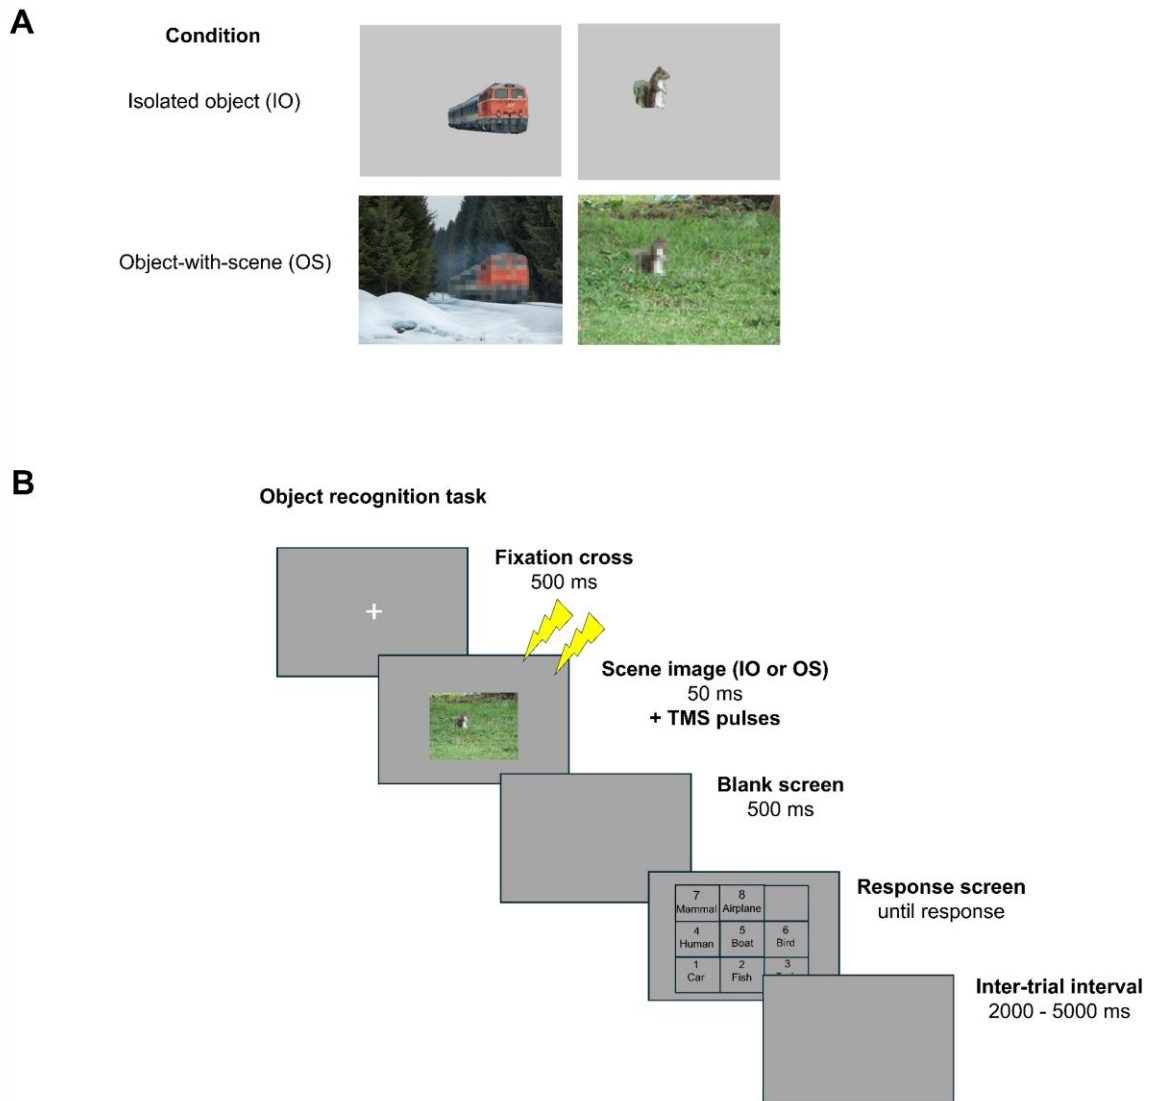 A
Condition
Isolated object (IO)
Object-with-scene (OS)
B
Object recognition task
Fixation cross
500 ms
Scene image (IO or OS)
50 ms
+ TMS pulses
Blank screen
500 ms
7 8
Mammal Airplane
4 5 6
Human Boat Bird
1 2 3
Car Fish
Response screen
until response
Inter-trial interval
2000 - 5000 ms